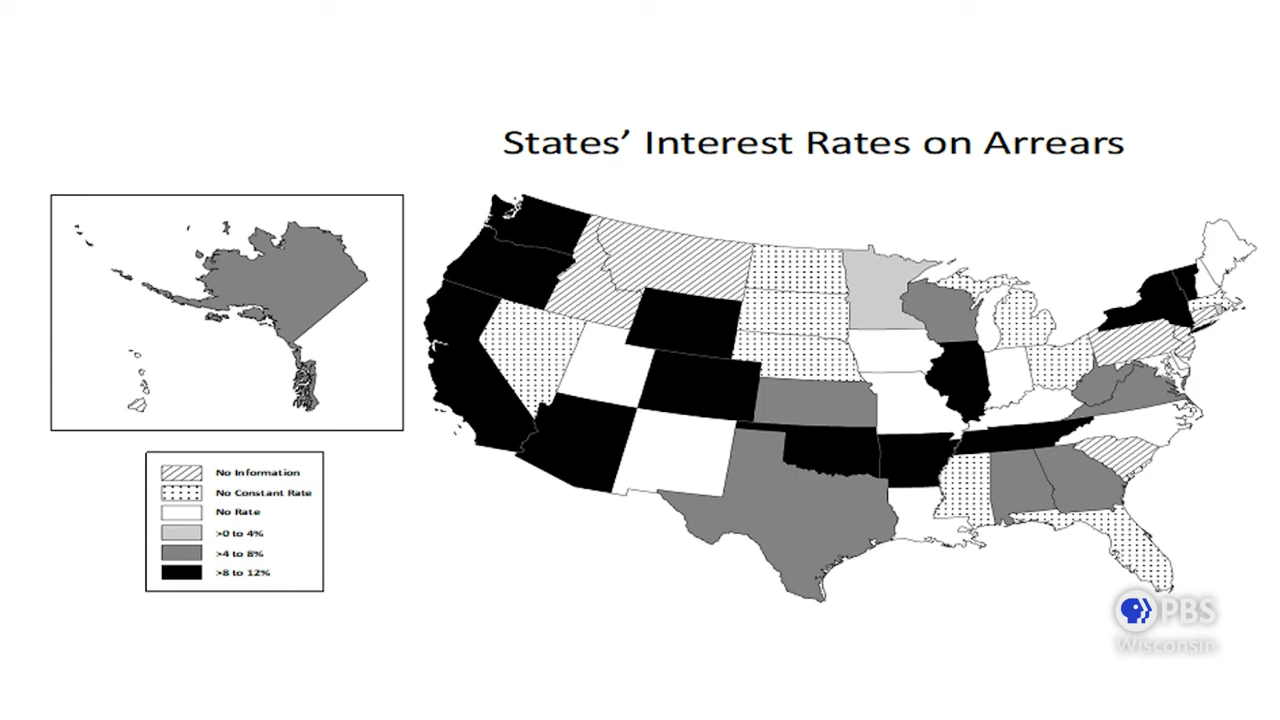 States’ Interest Rates on Arrears
No Information
No Constant Rate
No Rate
>0 to 4%
>4 to 8%
>8 to 12%
PBS
Wisconsin